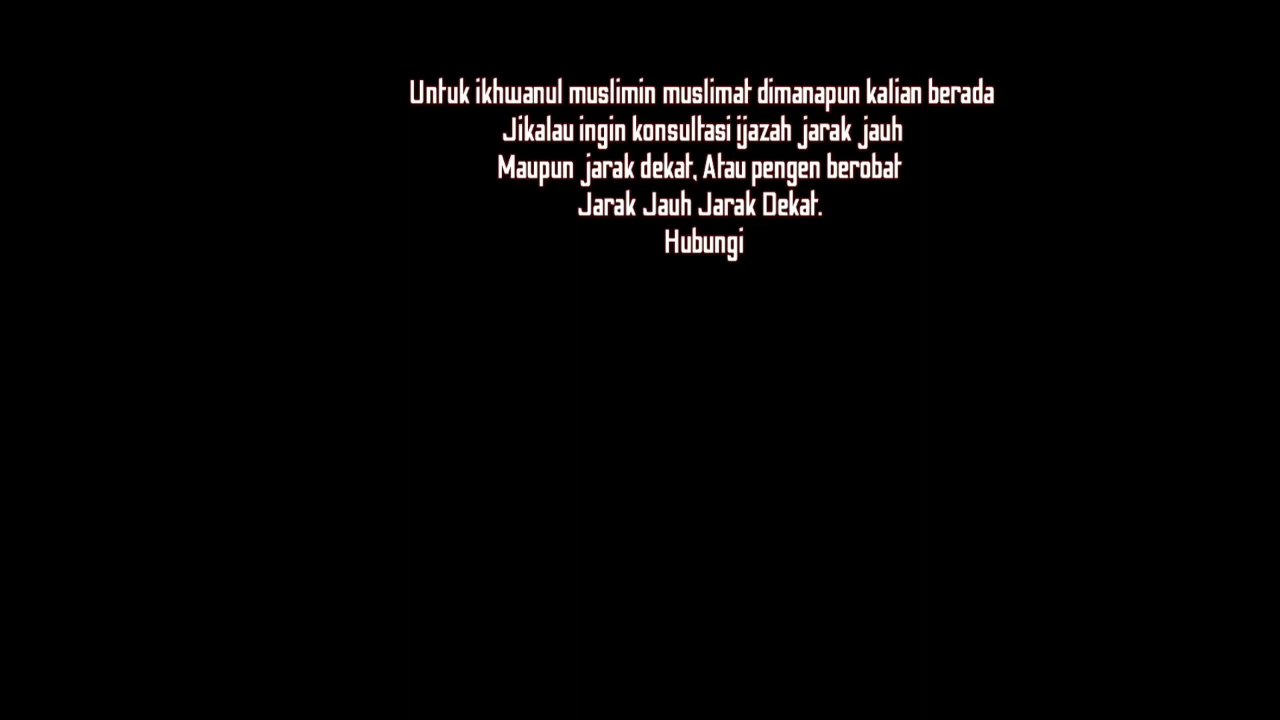 Untuk ikhwanul muslimin muslimat dimanapun kalian berada
Jikalau ingin konsultasi ijazah jarak jauh
Maupun jarak dekat, Atau pengen berobat
Jarak Jauh Jarak Dekat.
Hubungi